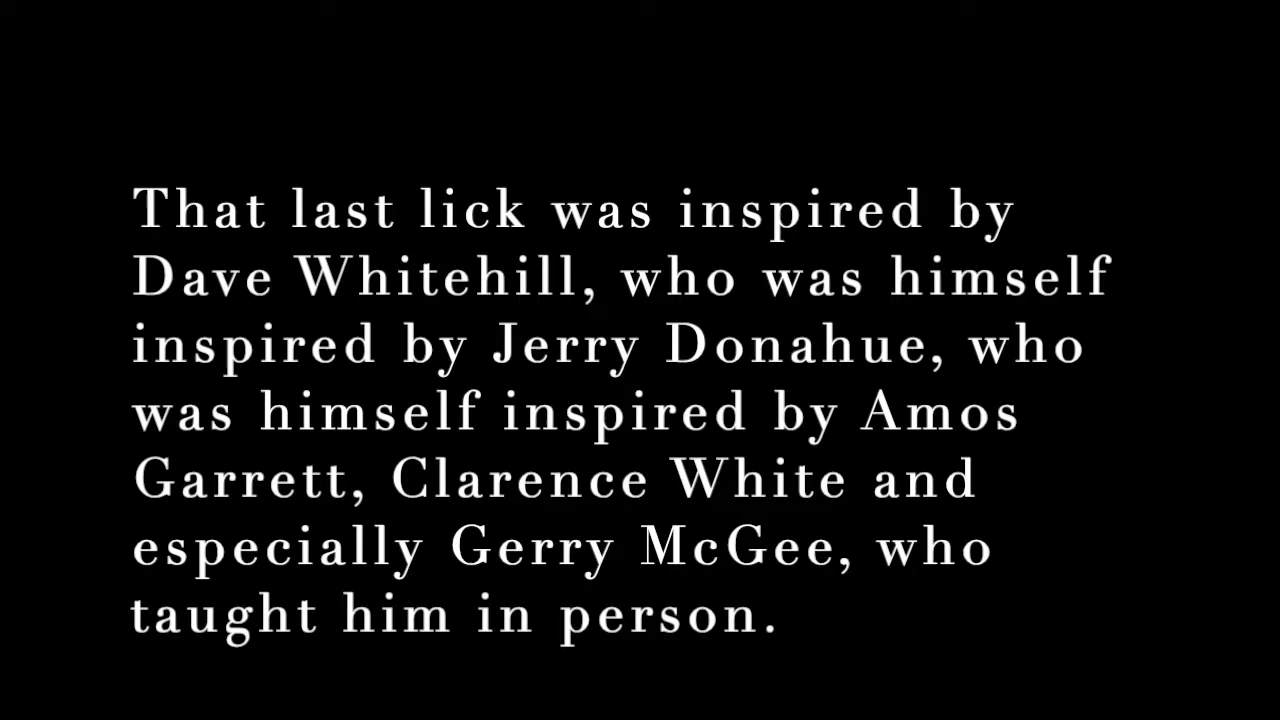 That last lick was inspired by
Dave Whitehill, who was himself
inspired by Jerry Donahue, who
was himself inspired by Amos
Garrett, Clarence White and
especially Gerry McGee, who
taught him in person.